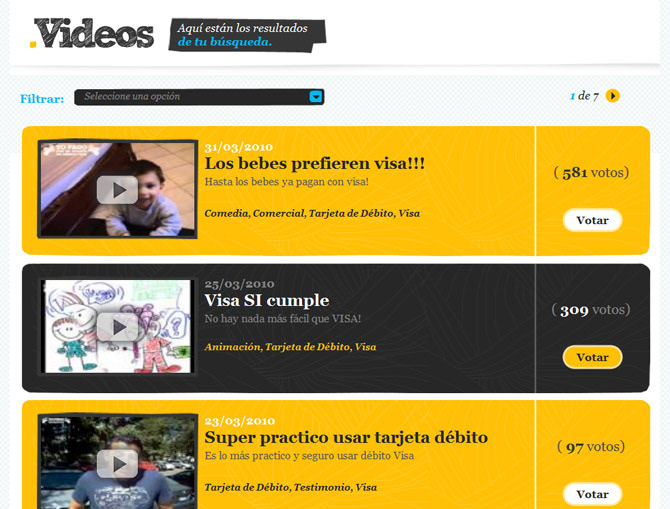 .Videos
Aquí están los resultados
de tu búsqueda.
Filtrar:
Seleccione una opción
1 de 7
YO PAGO
31/03/2010
Los bebes prefieren visa!!!
Hasta los bebes ya pagan con visa!
Comedia, Comercial, Tarjeta de Débito, Visa
( 581 votos)
Votar
25/03/2010
Visa SI cumple
No hay nada más fácil que VISA!
Animación, Tarjeta de Débito, Visa
( 309 votos)
Votar
23/03/2010
Super practico usar tarjeta débito
Es lo más practico y seguro usar débito Visa
Tarjeta de Débito, Testimonio, Visa
( 97 votos)
Votar